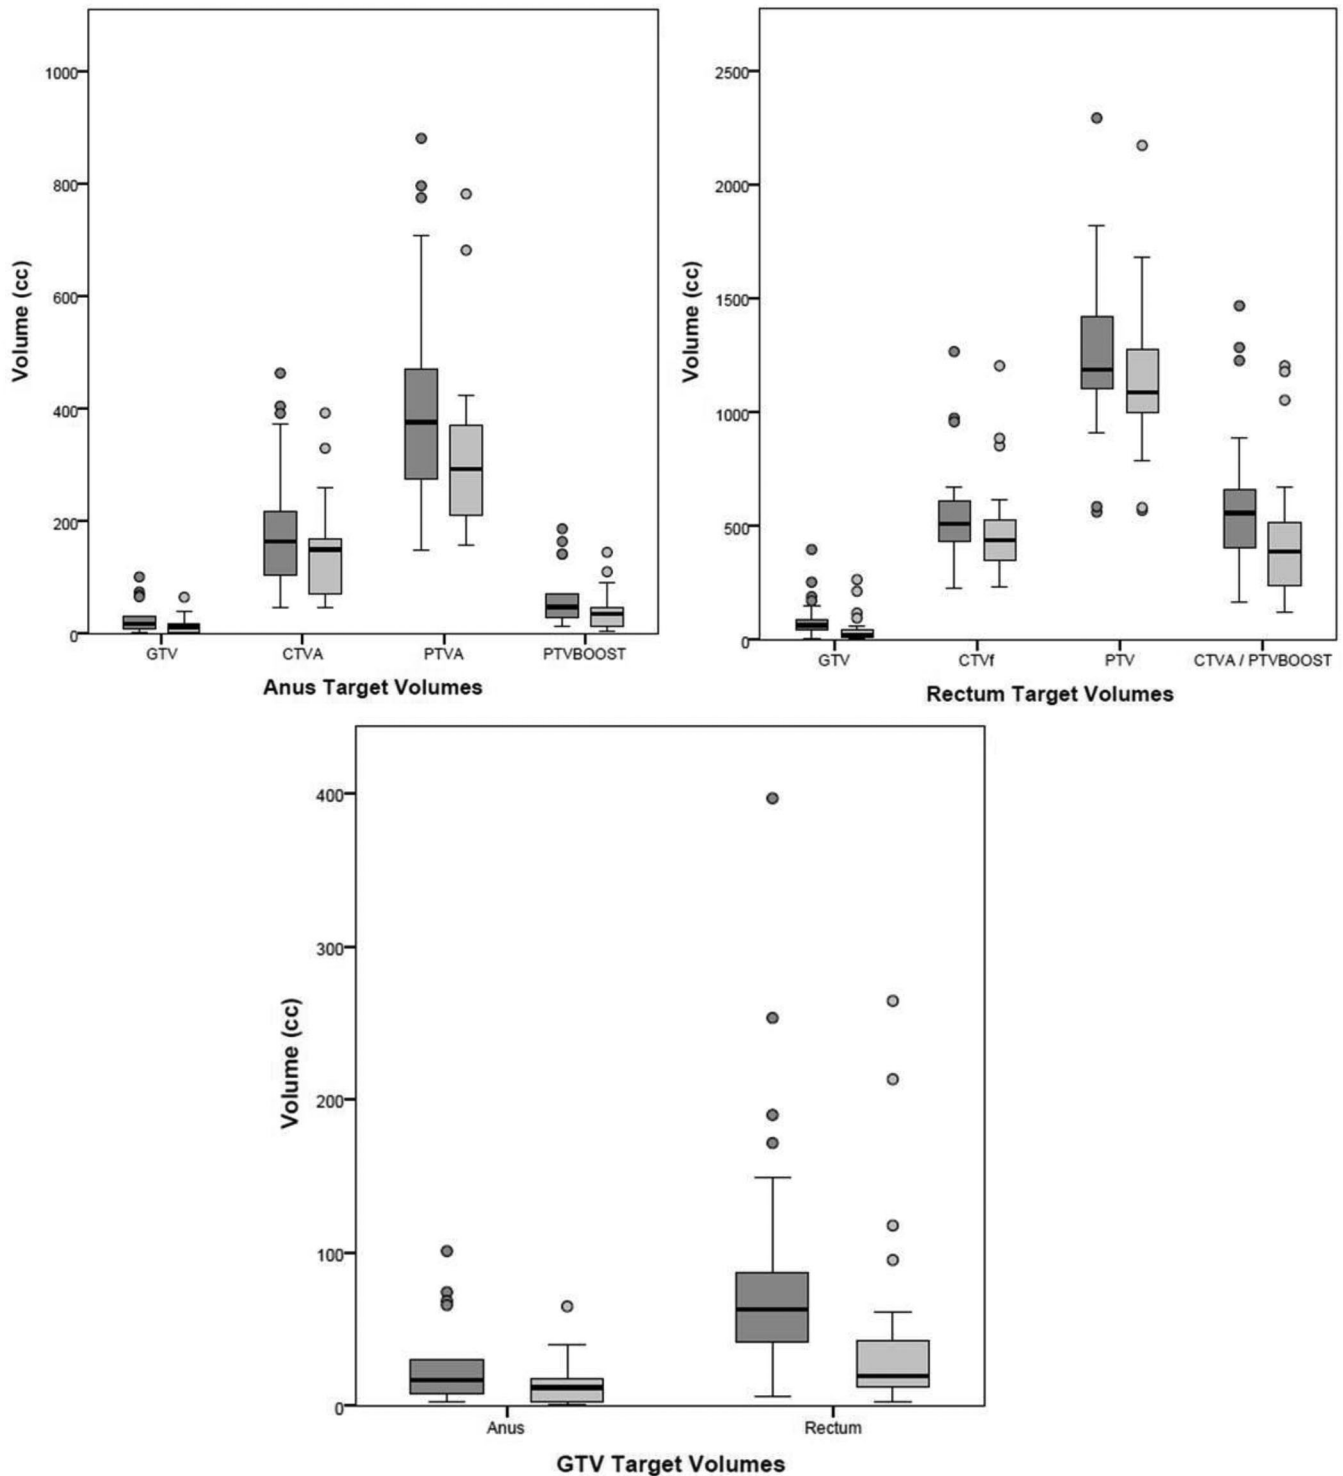 1000
800
600
400
200
0
Volume (cc)
GTV CTVA PTVA PTVBOOST
Anus Target Volumes
2500
2000
1500
1000
500
0
Volume (cc)
GTV CTVf PTV CTVA / PTVBOOST
Rectum Target Volumes
400
300
200
100
0
Volume (cc)
Anus Rectum
GTV Target Volumes